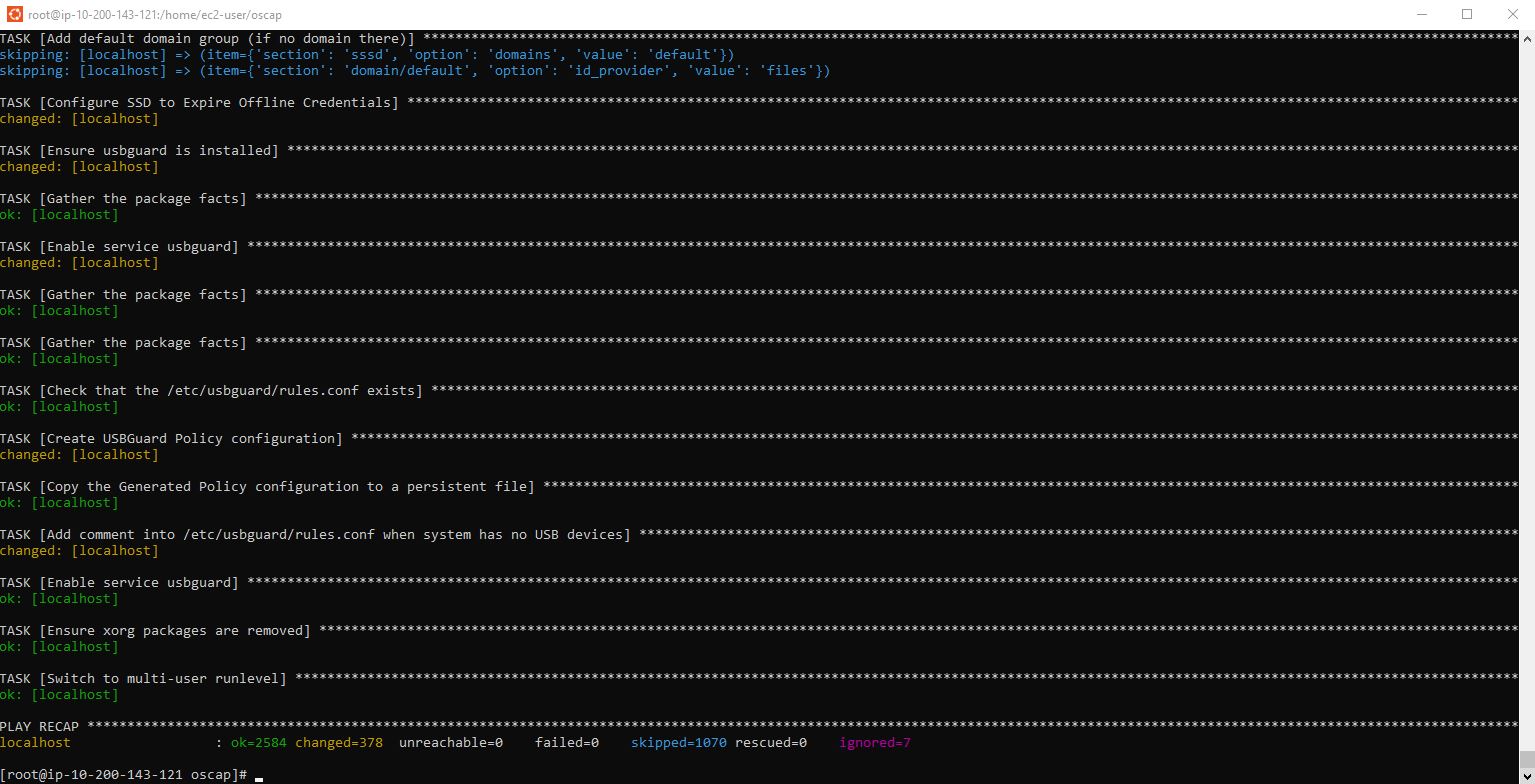 root@ip-10-200-143-121:/home/ec2-user/oscap
TASK [Add default domain group (if no domain there)] ******************************************************************************************************************************************
skipping: [localhost] => (item={'section': 'sssd', 'option': 'domains', 'value': 'default'})
skipping: [localhost] => (item={'section': 'domain/default', 'option': 'id_provider', 'value': 'files'})
TASK [Configure SSD to Expire Offline Credentials] ********************************************************************************************************************************************
changed: [localhost]
TASK [Ensure usbguard is installed] ***********************************************************************************************************************************************************
changed: [localhost]
TASK [Gather the package facts] ***************************************************************************************************************************************************************
ok: [localhost]
TASK [Enable service usbguard] ****************************************************************************************************************************************************************
changed: [localhost]
TASK [Gather the package facts] ***************************************************************************************************************************************************************
ok: [localhost]
TASK [Gather the package facts] ***************************************************************************************************************************************************************
ok: [localhost]
TASK [Check that the /etc/usbguard/rules.conf exists] *****************************************************************************************************************************************
ok: [localhost]
TASK [Create USBGuard Policy configuration] ***************************************************************************************************************************************************
changed: [localhost]
TASK [Copy the Generated Policy configuration to a persistent file] ***************************************************************************************************************************
ok: [localhost]
TASK [Add comment into /etc/usbguard/rules.conf when system has no USB devices] ***************************************************************************************************************
changed: [localhost]
TASK [Enable service usbguard] ****************************************************************************************************************************************************************
ok: [localhost]
TASK [Ensure xorg packages are removed] *******************************************************************************************************************************************************
ok: [localhost]
TASK [Switch to multi-user runlevel] **********************************************************************************************************************************************************
ok: [localhost]
PLAY RECAP ************************************************************************************************************************************************************************************
localhost                  : ok=2584 changed=378  unreachable=0    failed=0    skipped=1070 rescued=0    ignored=7
[root@ip-10-200-143-121 oscap]#